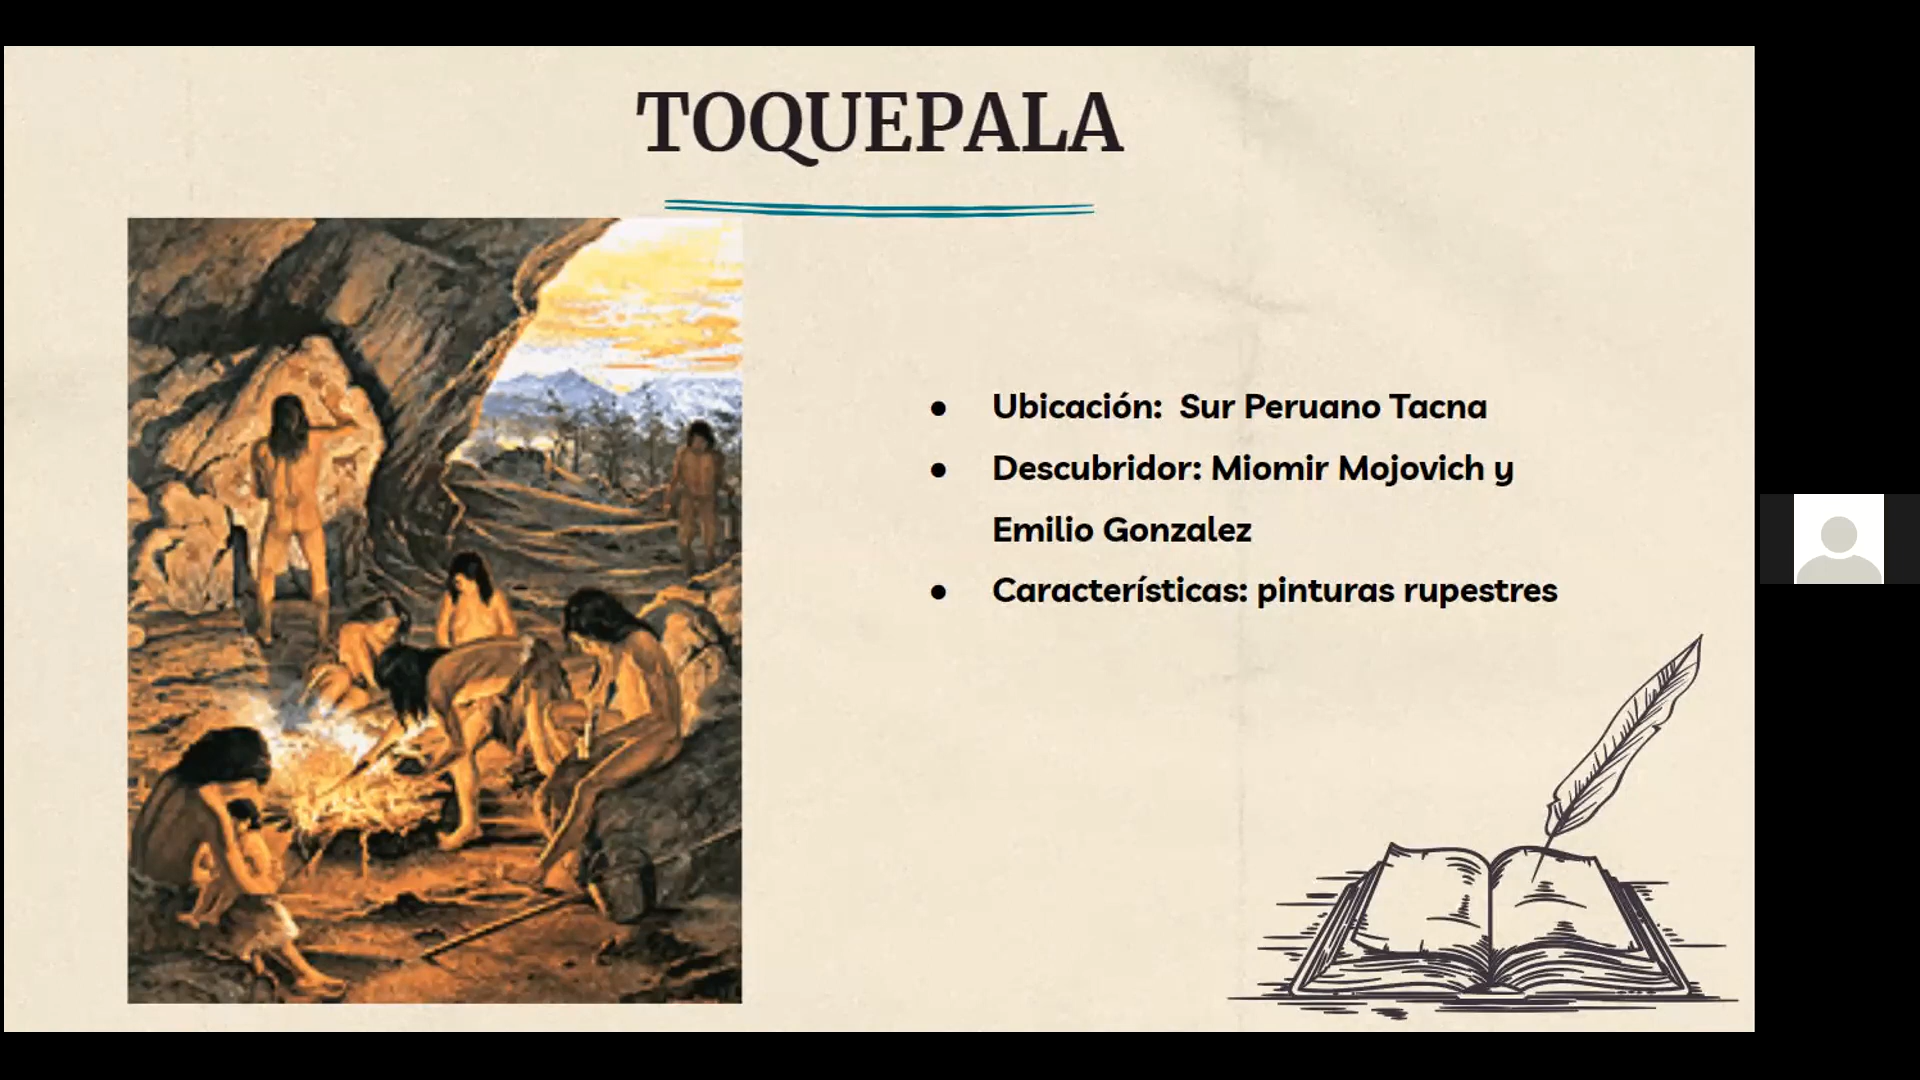 TOQUEPALA
● Ubicación: Sur Peruano Tacna
● Descubridor: Miomir Mojovich y
Emilio Gonzalez
● Características: pinturas rupestres